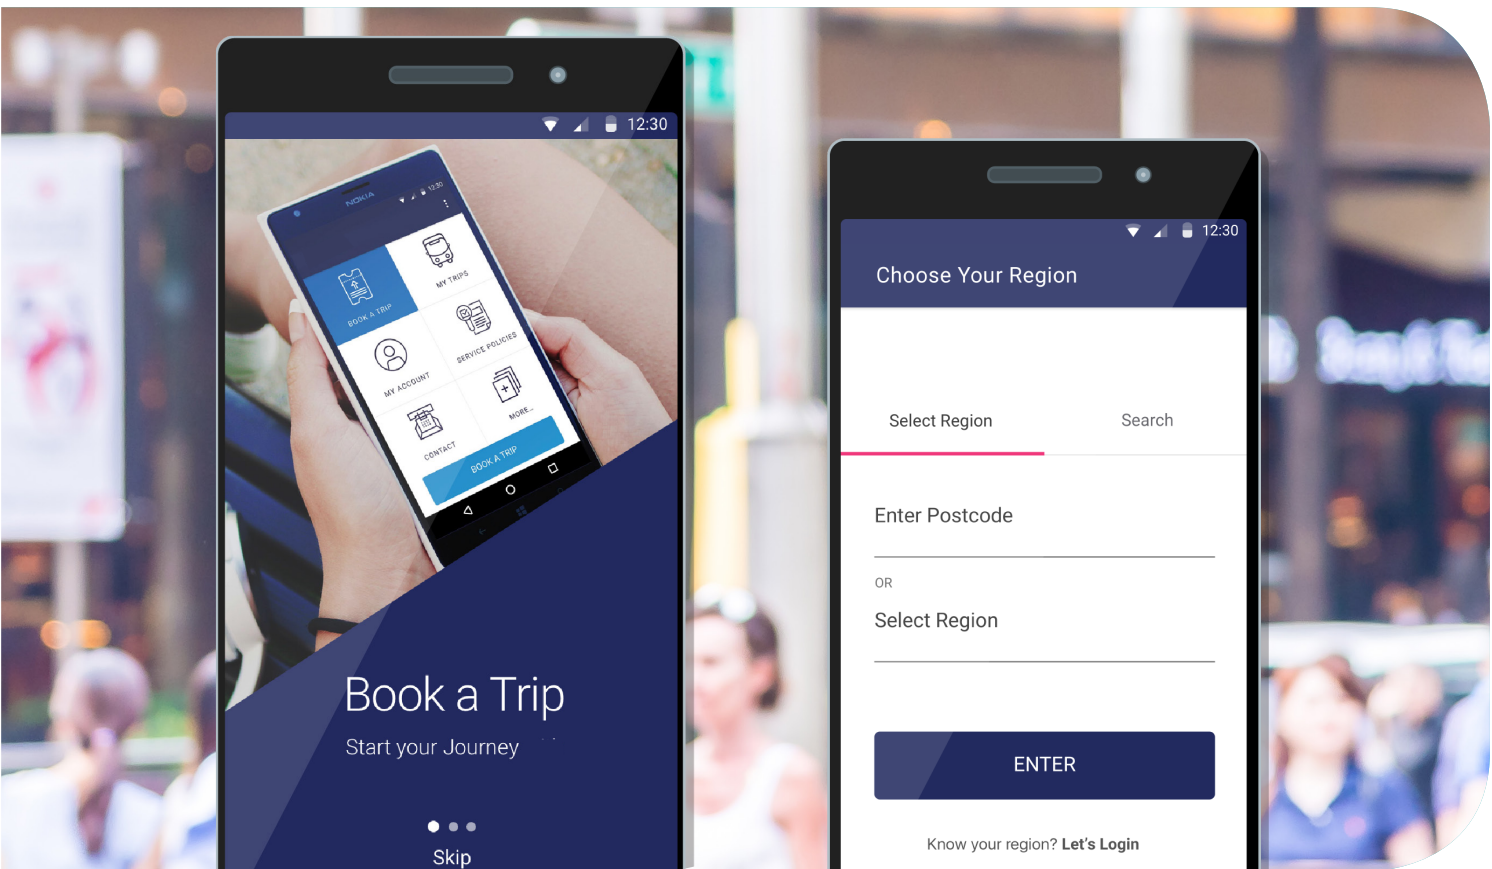 12:30
NOKIA
12:30
BOOK A TRIP
MY TRIPS
MY ACCOUNT
SERVICE POLICIES
CONTACT
MORE...
BOOK A TRIP
Book a Trip
Start your Journey
Skip
12:30
Choose Your Region
Select Region
Search
Enter Postcode
OR
Select Region
ENTER
Know your region? Let's Login